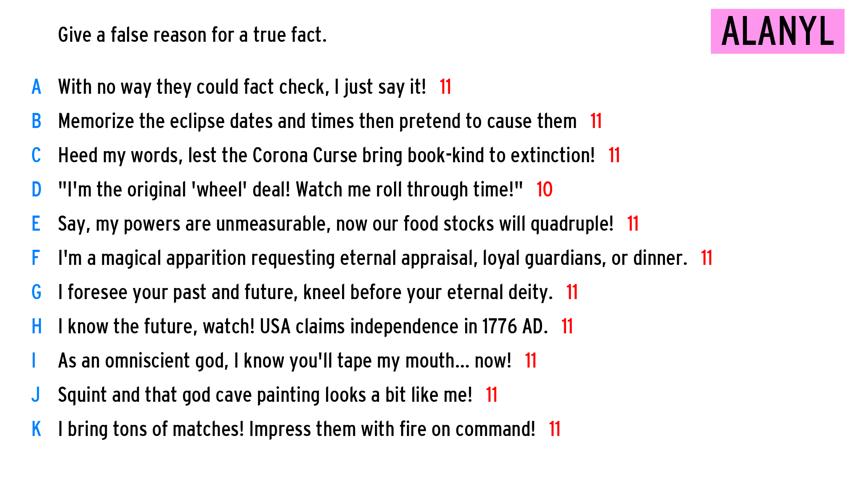 Give a false reason for a true fact.
ALANYL
A With no way they could fact check, I just say it! 11
B Memorize the eclipse dates and times then pretend to cause them 11
C Heed my words, lest the Corona Curse bring book-kind to extinction! 11
D "I'm the original 'wheel' deal! Watch me roll through time!" 10
E Say, my powers are unmeasurable, now our food stocks will quadruple! 11
F I'm a magical apparition requesting eternal appraisal, loyal guardians, or dinner. 11
G I foresee your past and future, kneel before your eternal deity. 11
H I know the future, watch! USA claims independence in 1776 AD. 11
I As an omniscient god, I know you'll tape my mouth... now! 11
J Squint and that god cave painting looks a bit like me! 11
K I bring tons of matches! Impress them with fire on command! 11